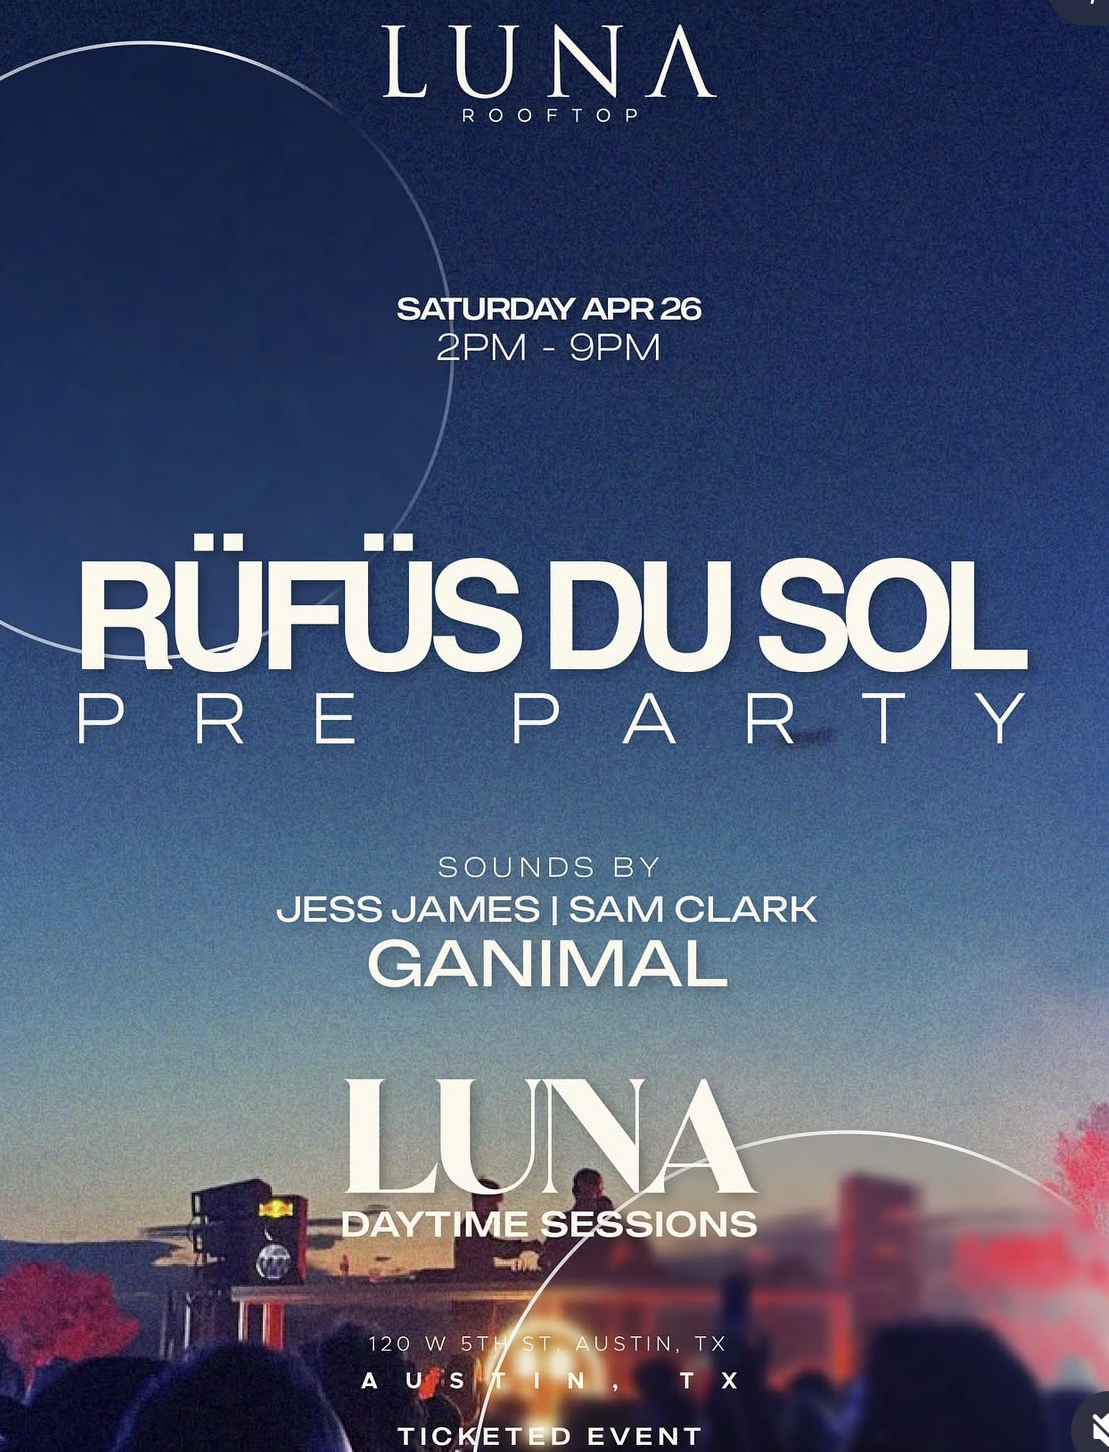 LUNA
ROOFTOP
SATURDAY APR 26
2PM - 9PM
RÜFÜS DU SOL
PRE PARTY
SOUNDS BY
JESS JAMES | SAM CLARK
GANIMAL
LUNA
DAYTIME SESSIONS
120 W 5TH ST, AUSTIN, TX
AUSTIN, TX
TICKETED EVENT